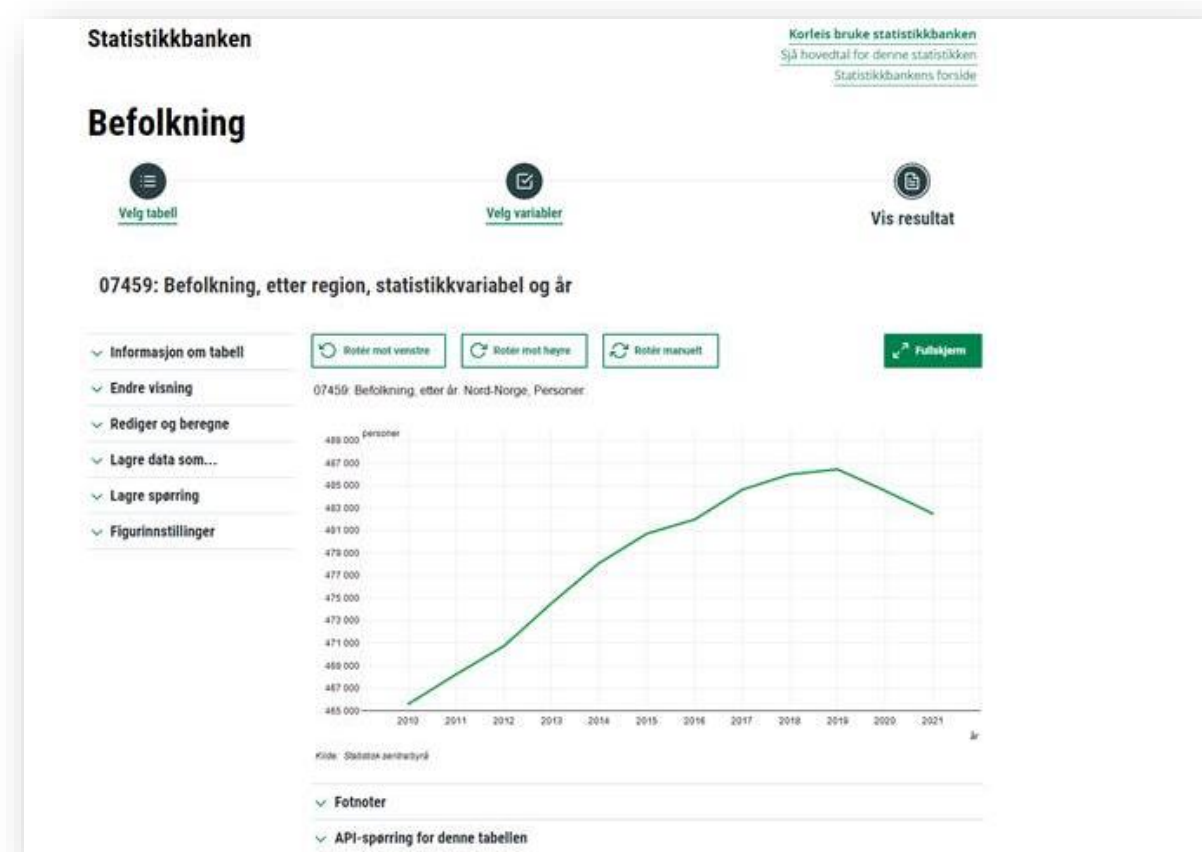 Statistikkbanken
Korleis bruke statistikkbanken
Sjå hovedtal for denne statistikken
Statistikkbankens forside
Befolkning
Velg tabell
Velg variabler
Vis resultat
07459: Befolkning, etter region, statistikkvariabel og år
Informasjon om tabell
Endre visning
Rediger og beregne
Lagre data som...
Lagre spørring
Figurinnstillinger
Rotér mot venstre
Rotér mot høyre
Rotér manuelt
Fullskjerm
07459: Befolkning, etter år. Nord-Norge, Personer.
personer
489 000
487 000
485 000
483 000
481 000
479 000
477 000
475 000
473 000
471 000
469 000
467 000
465 000
2010 2011 2012 2013 2014 2015 2016 2017 2018 2019 2020 2021
år
Kilde: Statistisk sentralbyrå
Fotnoter
API-spørring for denne tabellen